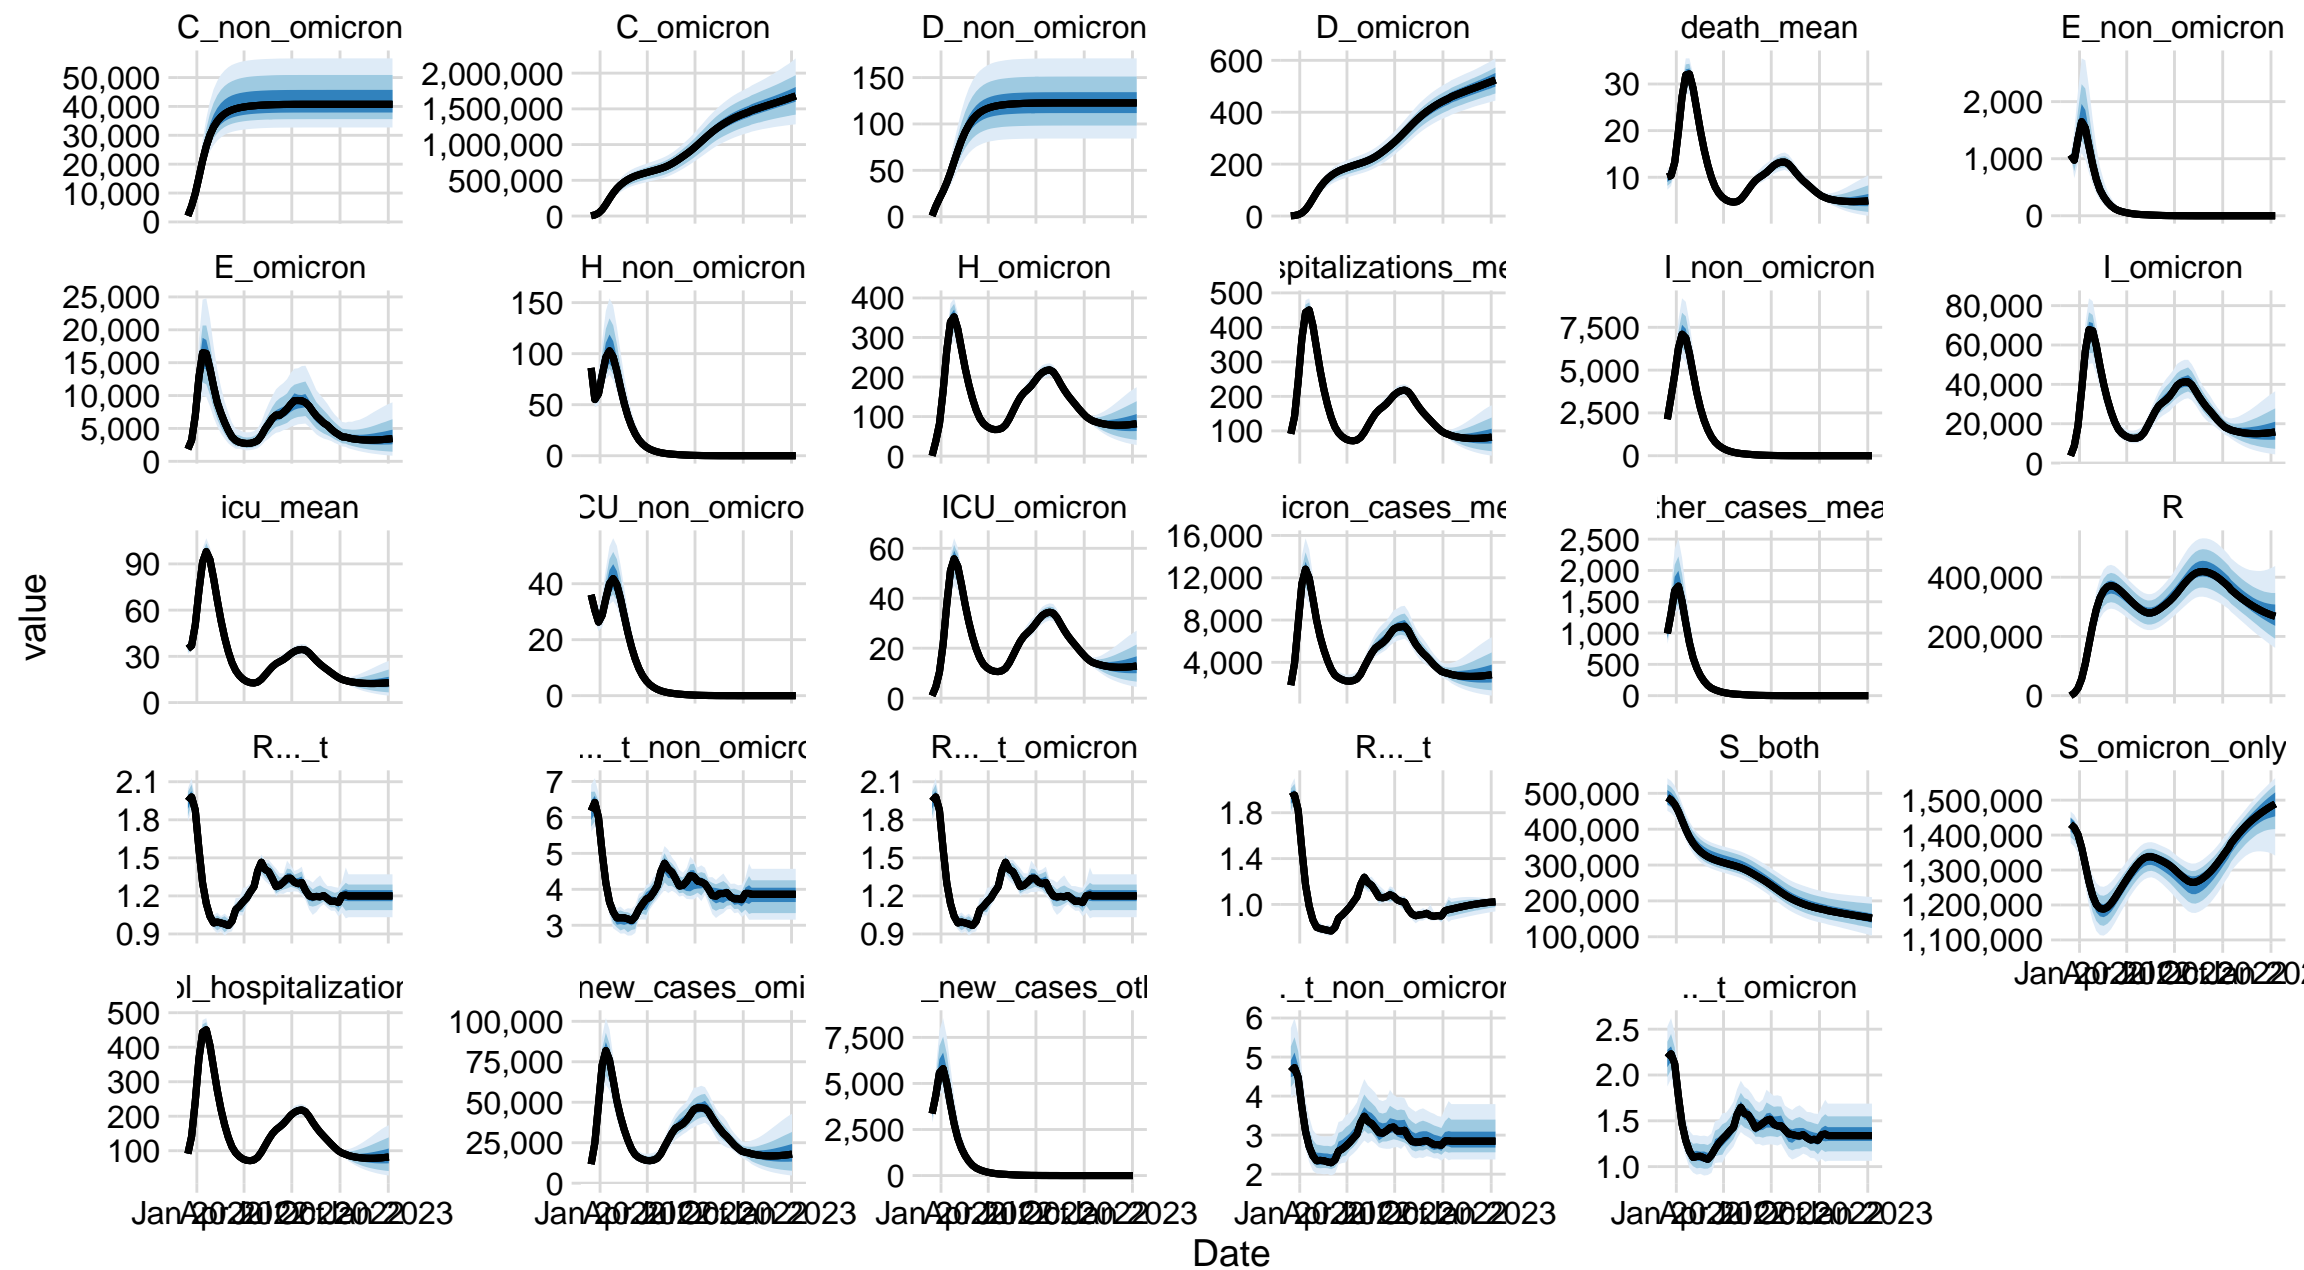 C_non_omicron C_omicron D_non_omicron D_omicron death_mean E_non_omicron
50,000 40,000 30,000 20,000 10,000 0
2,000,000 1,500,000 1,000,000 500,000 0
150 100 50 0
600 400 200 0
30 20 10
2,000 1,000 0
E_omicron H_non_omicron H_omicron spitalizations_me I_non_omicron I_omicron
25,000 20,000 15,000 10,000 5,000 0
150 100 50 0
400 300 200 100 0
500 400 300 200 100
7,500 5,000 2,500 0
80,000 60,000 40,000 20,000 0
icu_mean CU_non_omicro ICU_omicron icron_cases_me her_cases_mea R
90 60 30 0
40 20 0
60 40 20 0
16,000 12,000 8,000 4,000
2,500 2,000 1,500 1,000 500 0
400,000 200,000 0
value
R..._t ..._t_non_omicro R..._t_omicron R..._t S_both S_omicron_only
2.1 1.8 1.5 1.2 0.9
7 6 5 4 3
2.1 1.8 1.5 1.2 0.9
1.8 1.4 1.0
500,000 400,000 300,000 200,000 100,000
1,500,000 1,400,000 1,300,000 1,200,000 1,100,000
ol_hospitalization new_cases_omi _new_cases_ot ._t_non_omicron .._t_omicron
500 400 300 200 100
100,000 75,000 50,000 25,000 0
7,500 5,000 2,500 0
6 5 4 3 2
2.5 2.0 1.5 1.0
Date